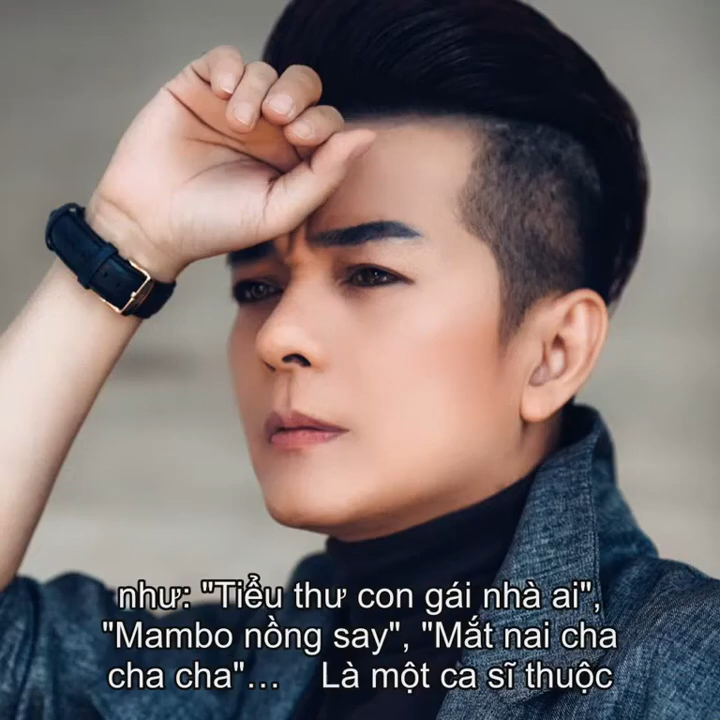 như: "Tiểu thư con gái nhà ai",
"Mambo nồng say", "Mắt nai cha
cha cha"... Là một ca sĩ thuộc